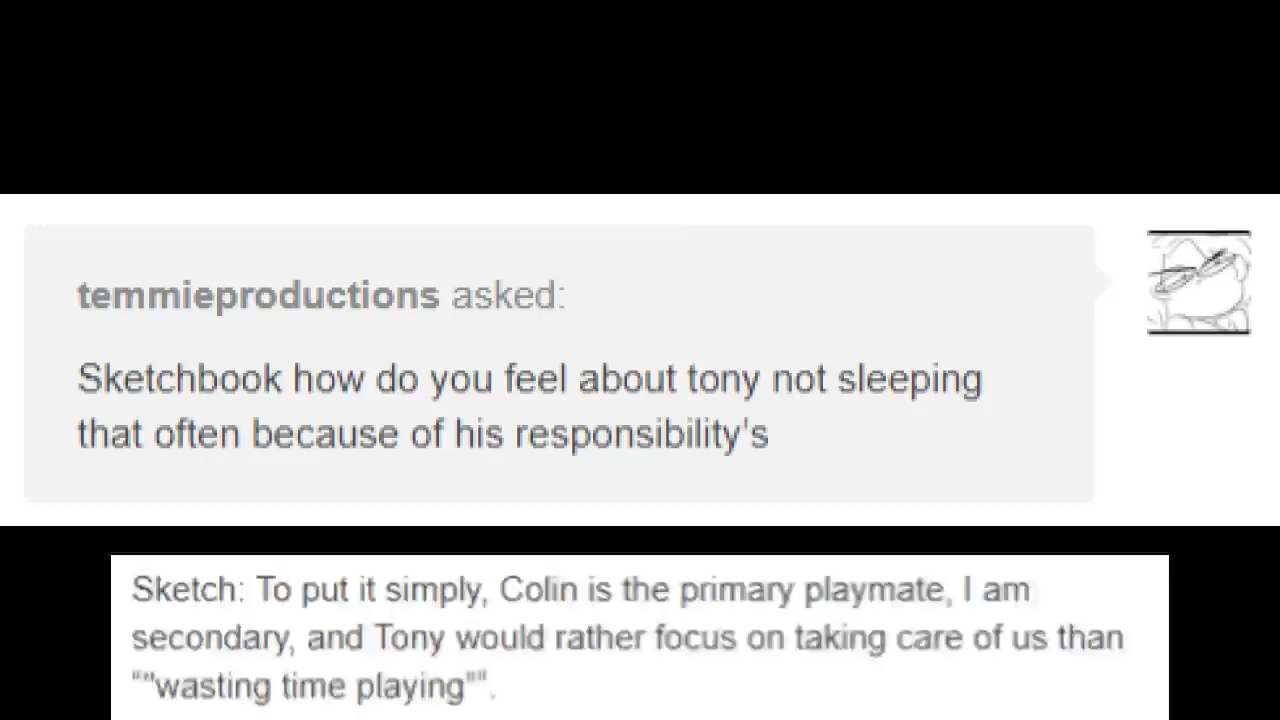 temmieproductions asked:
Sketchbook how do you feel about tony not sleeping
that often because of his responsibility's
Sketch: To put it simply, Colin is the primary playmate, I am
secondary, and Tony would rather focus on taking care of us than
""wasting time playing"".